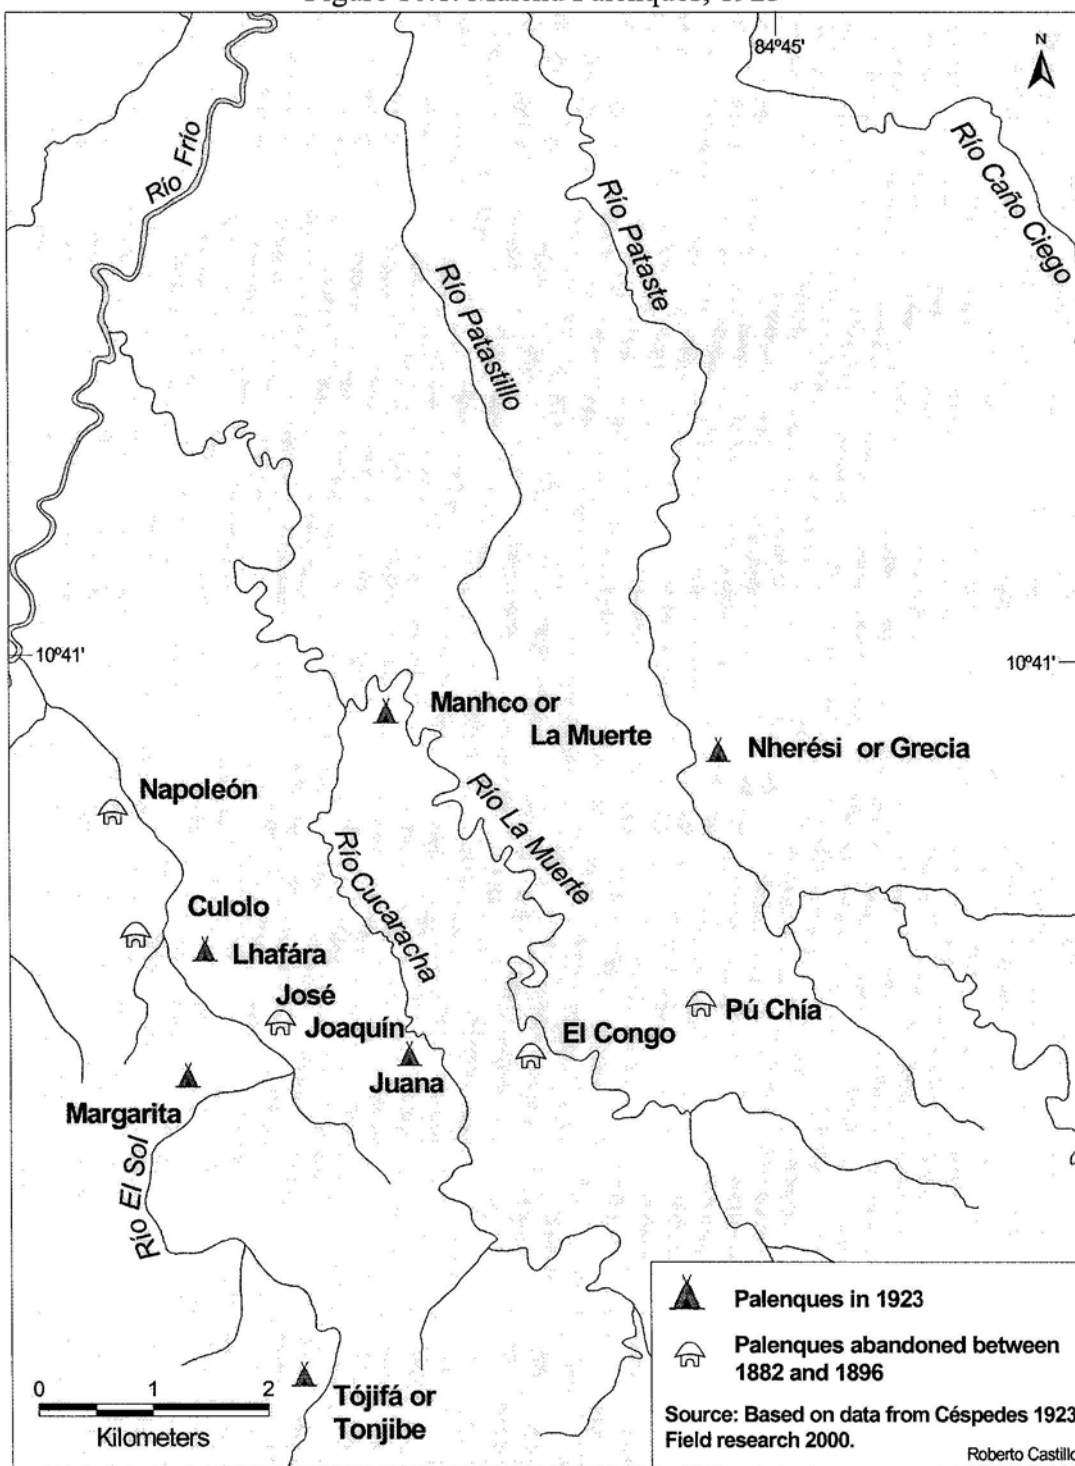 84º45'
N
Río Frío
Río Caño Ciego
Río Pataste
Río Patastillo
10º41'
10º41'
Manhco or
La Muerte
Nherési or Grecia
Napoleón
Río La Muerte
Río Cucaracha
Culolo
Lhafára
José
Joaquín
Pú Chía
El Congo
Juana
Margarita
Río El Sol
Palenques in 1923
Palenques abandoned between
1882 and 1896
Tójifá or
Tonjibe
0 1 2
Kilometers
Source: Based on data from Céspedes 1923
Field research 2000.
Roberto Castillo